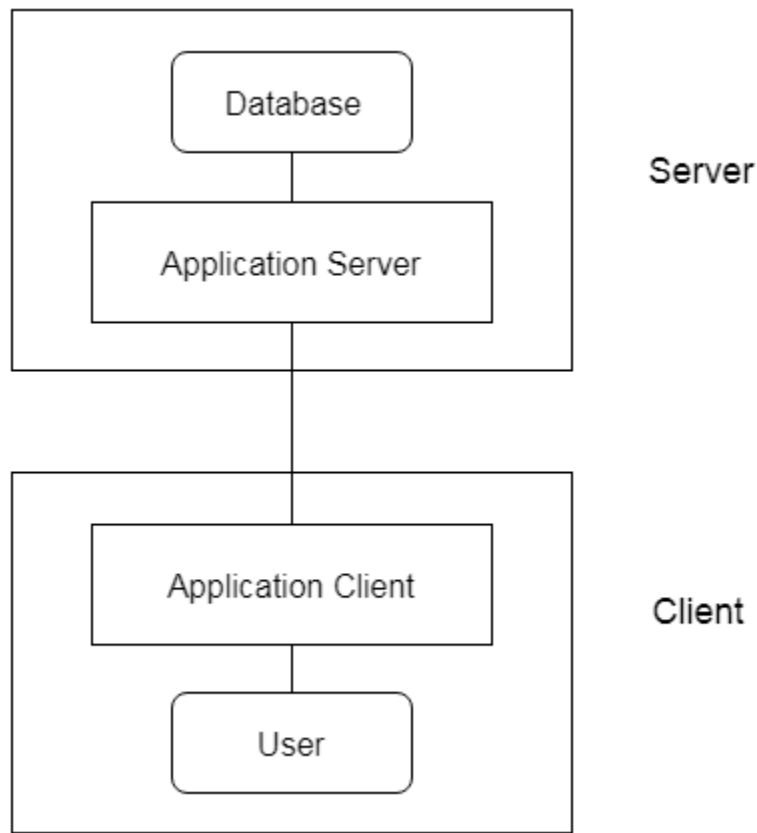 Database
Server
Application Server
Application Client
Client
User